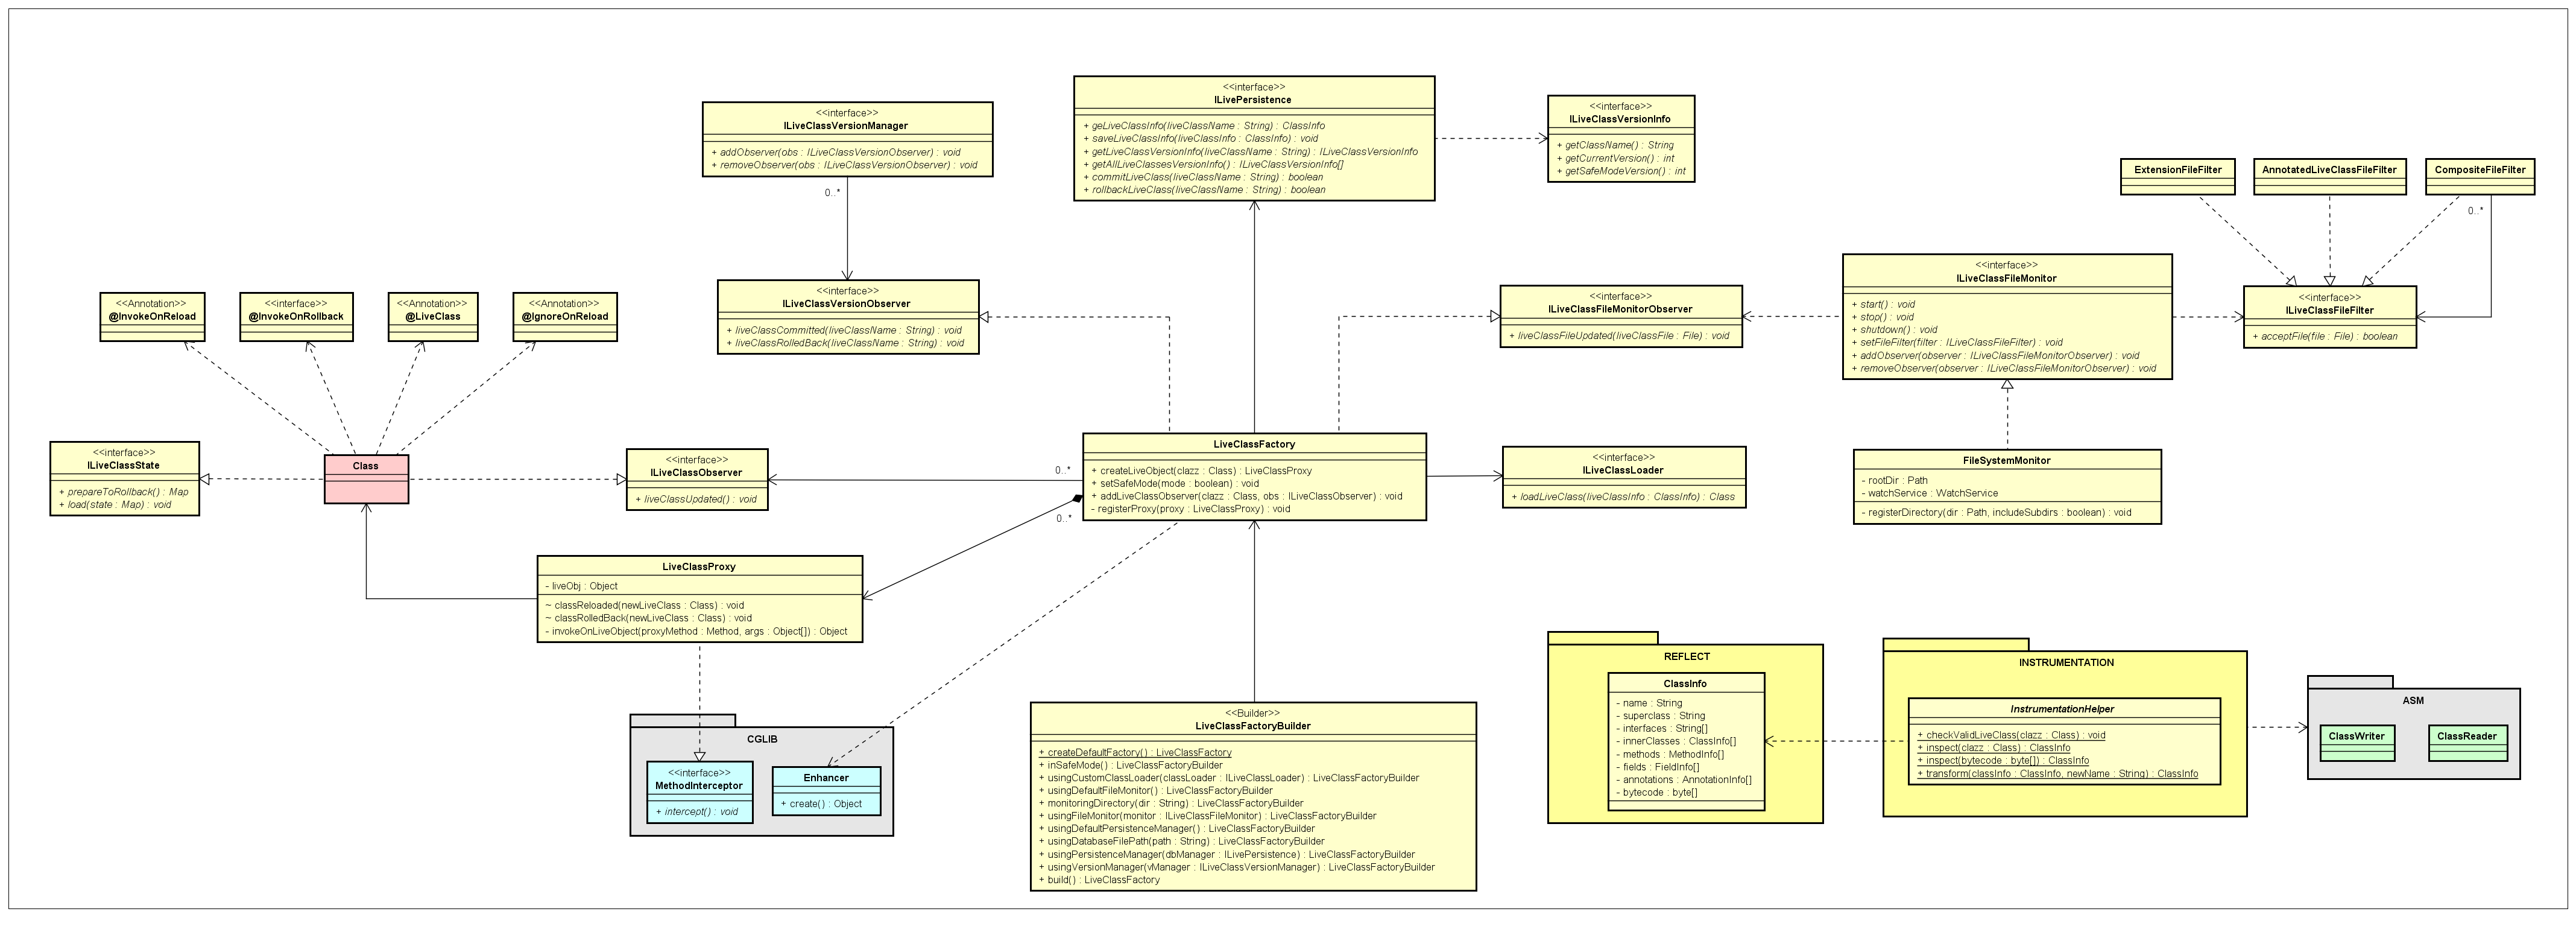 <<interface>>
ILiveClassVersionManager
+ addObserver(obs : ILiveClassVersionObserver) : void
+ removeObserver(obs : ILiveClassVersionObserver) : void
0..*
<<interface>>
ILivePersistence
+ geLiveClassInfo(liveClassName : String) : ClassInfo
+ saveLiveClassInfo(liveClassInfo : ClassInfo) : void
+ getLiveClassVersionInfo(liveClassName : String) : ILiveClassVersionInfo
+ getAllLiveClassesVersionInfo() : ILiveClassVersionInfo[]
+ commitLiveClass(liveClassName : String) : boolean
+ rollbackLiveClass(liveClassName : String) : boolean
<<interface>>
ILiveClassVersionInfo
+ getClassName() : String
+ getCurrentVersion() : int
+ getSafeModeVersion() : int
ExtensionFileFilter
AnnotatedLiveClassFileFilter
CompositeFileFilter
0..*
<<Annotation>>
@InvokeOnReload
<<interface>>
@InvokeOnRollback
<<Annotation>>
@LiveClass
<<Annotation>>
@IgnoreOnReload
<<interface>>
ILiveClassVersionObserver
+ liveClassCommitted(liveClassName : String) : void
+ liveClassRolledBack(liveClassName : String) : void
<<interface>>
ILiveClassFileMonitorObserver
+ liveClassFileUpdated(liveClassFile : File) : void
<<interface>>
ILiveClassFileMonitor
+ start() : void
+ stop() : void
+ shutdown() : void
+ setFileFilter(filter : ILiveClassFileFilter) : void
+ addObserver(observer : ILiveClassFileMonitorObserver) : void
+ removeObserver(observer : ILiveClassFileMonitorObserver) : void
<<interface>>
ILiveClassFileFilter
+ acceptFile(file : File) : boolean
<<interface>>
ILiveClassState
+ prepareToRollback() : Map
+ load(state : Map) : void
Class
<<interface>>
ILiveClassObserver
+ liveClassUpdated() : void
0..*
0..*
LiveClassFactory
+ createLiveObject(clazz : Class) : LiveClassProxy
+ setSafeMode(mode : boolean) : void
+ addLiveClassObserver(clazz : Class, obs : ILiveClassObserver) : void
- registerProxy(proxy : LiveClassProxy) : void
<<interface>>
ILiveClassLoader
+ loadLiveClass(liveClassInfo : ClassInfo) : Class
FileSystemMonitor
- rootDir : Path
- watchService : WatchService
- registerDirectory(dir : Path, includeSubdirs : boolean) : void
LiveClassProxy
- liveObj : Object
~ classReloaded(newLiveClass : Class) : void
~ classRolledBack(newLiveClass : Class) : void
- invokeOnLiveObject(proxyMethod : Method, args : Object[]) : Object
CGLIB
<<interface>>
MethodInterceptor
+ intercept() : void
Enhancer
+ create() : Object
<<Builder>>
LiveClassFactoryBuilder
+ createDefaultFactory() : LiveClassFactory
+ inSafeMode() : LiveClassFactoryBuilder
+ usingCustomClassLoader(classLoader : ILiveClassLoader) : LiveClassFactoryBuilder
+ usingDefaultFileMonitor() : LiveClassFactoryBuilder
+ monitoringDirectory(dir : String) : LiveClassFactoryBuilder
+ usingFileMonitor(monitor : ILiveClassFileMonitor) : LiveClassFactoryBuilder
+ usingDefaultPersistenceManager() : LiveClassFactoryBuilder
+ usingDatabaseFilePath(path : String) : LiveClassFactoryBuilder
+ usingPersistenceManager(dbManager : ILivePersistence) : LiveClassFactoryBuilder
+ usingVersionManager(vManager : ILiveClassVersionManager) : LiveClassFactoryBuilder
+ build() : LiveClassFactory
REFLECT
ClassInfo
- name : String
- superclass : String
- interfaces : String[]
- innerClasses : ClassInfo[]
- methods : MethodInfo[]
- fields : FieldInfo[]
- annotations : AnnotationInfo[]
- bytecode : byte[]
INSTRUMENTATION
InstrumentationHelper
+ checkValidLiveClass(clazz : Class) : void
+ inspect(clazz : Class) : ClassInfo
+ inspect(bytecode : byte[]) : ClassInfo
+ transform(classInfo : ClassInfo, newName : String) : ClassInfo
ASM
ClassWriter
ClassReader